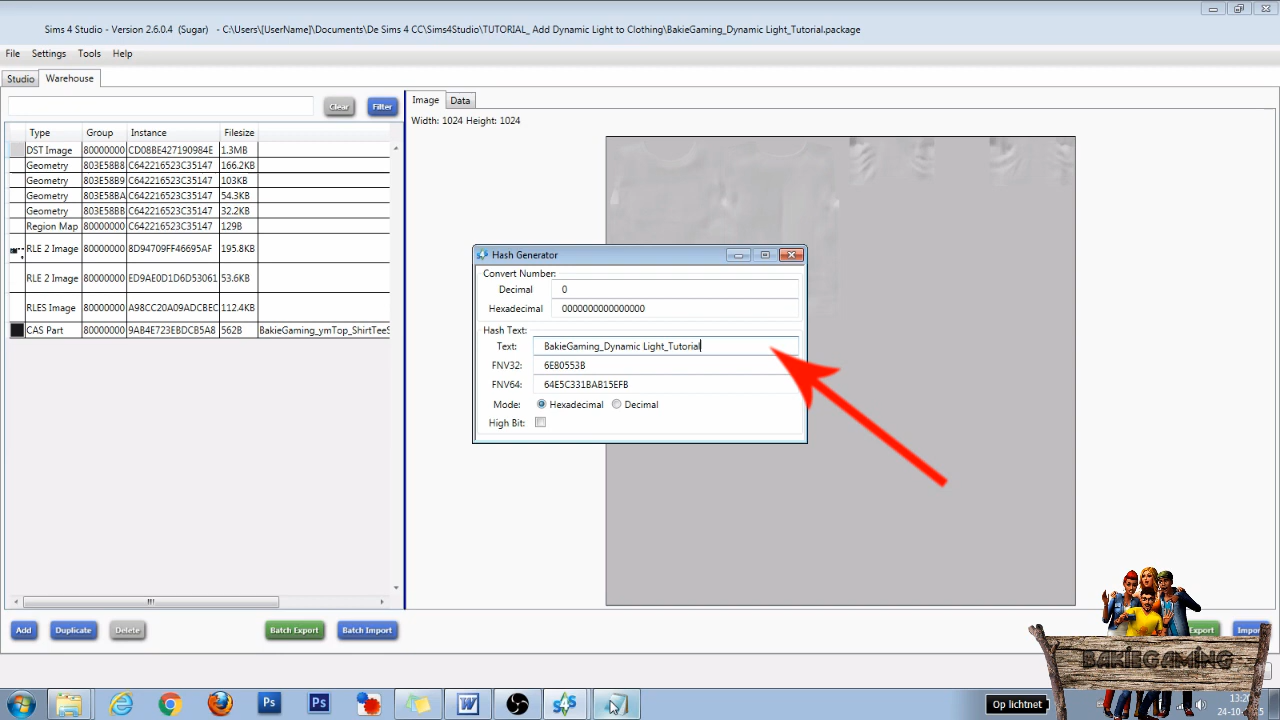 Sims 4 Studio - Version 2.6.0.4 (Sugar) - C:\Users\[UserName]\Documents\De Sims 4 CC\Sims4Studio\TUTORIAL_ Add Dynamic Light to Clothing\BakieGaming_Dynamic Light_Tutorial.package
File Settings Tools Help
Studio Warehouse
Clear Filter
Image Data
Width: 1024 Height: 1024
Type Group Instance Filesize
DST Image 80000000 CD08BE427190984E 1.3MB
Geometry 803E58B8 C642216523C35147 166.2KB
Geometry 803E58B9 C642216523C35147 103KB
Geometry 803E58BA C642216523C35147 54.3KB
Geometry 803E58BB C642216523C35147 32.2KB
Region Map 80000000 C642216523C35147 129B
RLE 2 Image 80000000 8D94709FF46695AF 195.8KB
RLE 2 Image 80000000 ED9AE0D1D6D53061 53.6KB
RLES Image 80000000 A98CC20A09ADCBEC 112.4KB
CAS Part 80000000 9AB4E723EBDCB5A8 562B BakieGaming_ymTop_ShirtTeeS
Hash Generator
Convert Number:
Decimal 0
Hexadecimal 0000000000000000
Hash Text:
Text: BakieGaming_Dynamic Light_Tutorial
FNV32: 6E80553B
FNV64: 64E5C331BAB15EFB
Mode: Hexadecimal Decimal
High Bit:
Add Duplicate Delete Batch Export Batch Import Export Impor
BAKIEGAMING
Ps Ps W
Op lichtnet
13:2
24-10-